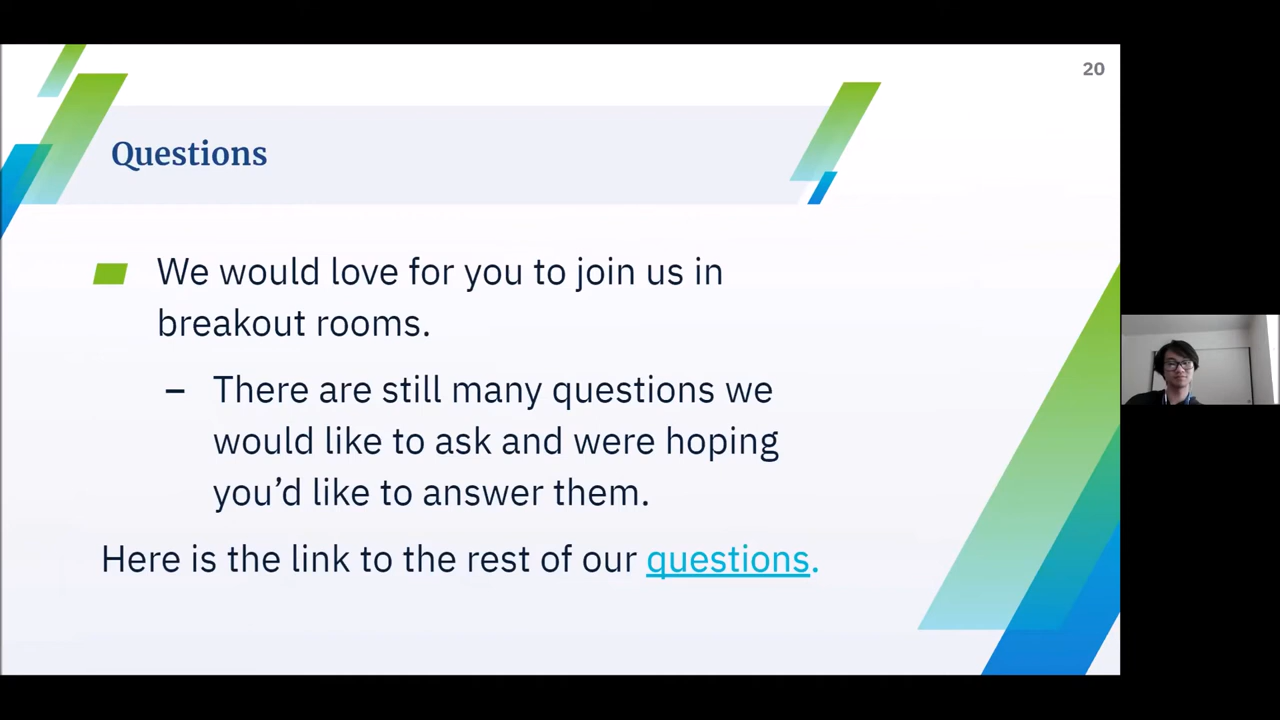 20
Questions
We would love for you to join us in
breakout rooms.
– There are still many questions we
would like to ask and were hoping
you’d like to answer them.
Here is the link to the rest of our questions.